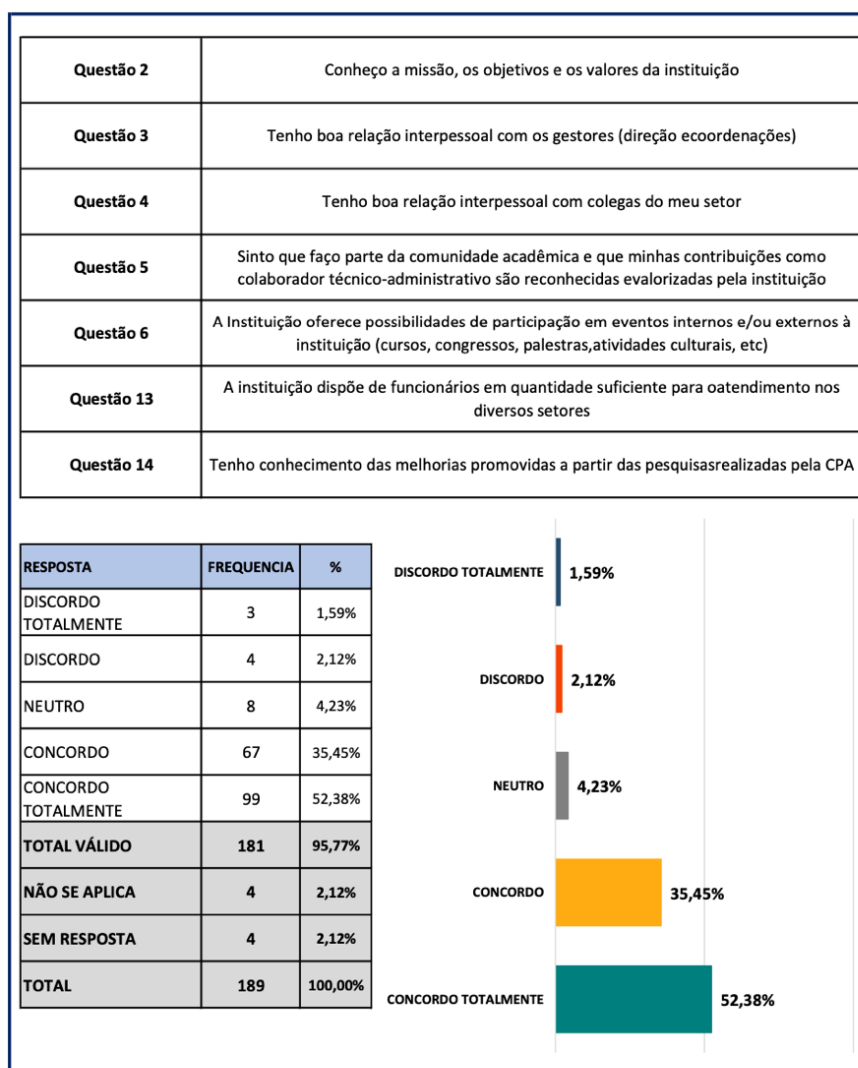 Questão 2
Conheço a missão, os objetivos e os valores da instituição
Questão 3
Tenho boa relação interpessoal com os gestores (direção ecoordenações)
Questão 4
Tenho boa relação interpessoal com colegas do meu setor
Questão 5
Sinto que faço parte da comunidade acadêmica e que minhas contribuições como
colaborador técnico-administrativo são reconhecidas evalorizadas pela instituição
Questão 6
A Instituição oferece possibilidades de participação em eventos internos e/ou externos à
instituição (cursos, congressos, palestras,atividades culturais, etc)
Questão 13
A instituição dispõe de funcionários em quantidade suficiente para oatendimento nos
diversos setores
Questão 14
Tenho conhecimento das melhorias promovidas a partir das pesquisasrealizadas pela CPA
RESPOSTA FREQUENCIA %
DISCORDO
TOTALMENTE 3 1,59%
DISCORDO 4 2,12%
NEUTRO 8 4,23%
CONCORDO 67 35,45%
CONCORDO
TOTALMENTE 99 52,38%
TOTAL VÁLIDO 181 95,77%
NÃO SE APLICA 4 2,12%
SEM RESPOSTA 4 2,12%
TOTAL 189 100,00%
DISCORDO TOTALMENTE 1,59%
DISCORDO 2,12%
NEUTRO 4,23%
CONCORDO 35,45%
CONCORDO TOTALMENTE 52,38%